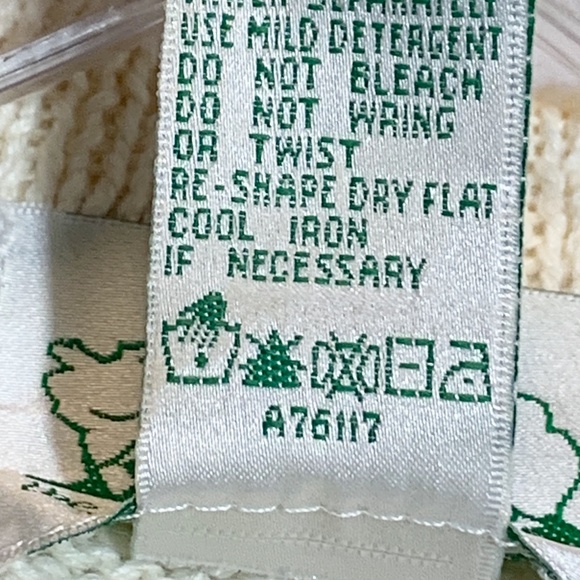 SEPARATELY
USE MILD DETERGENT
DO NOT BLEACH
DO NOT WRING
OR TWIST
RE-SHAPE DRY FLAT
COOL IRON
IF NECESSARY
A76117